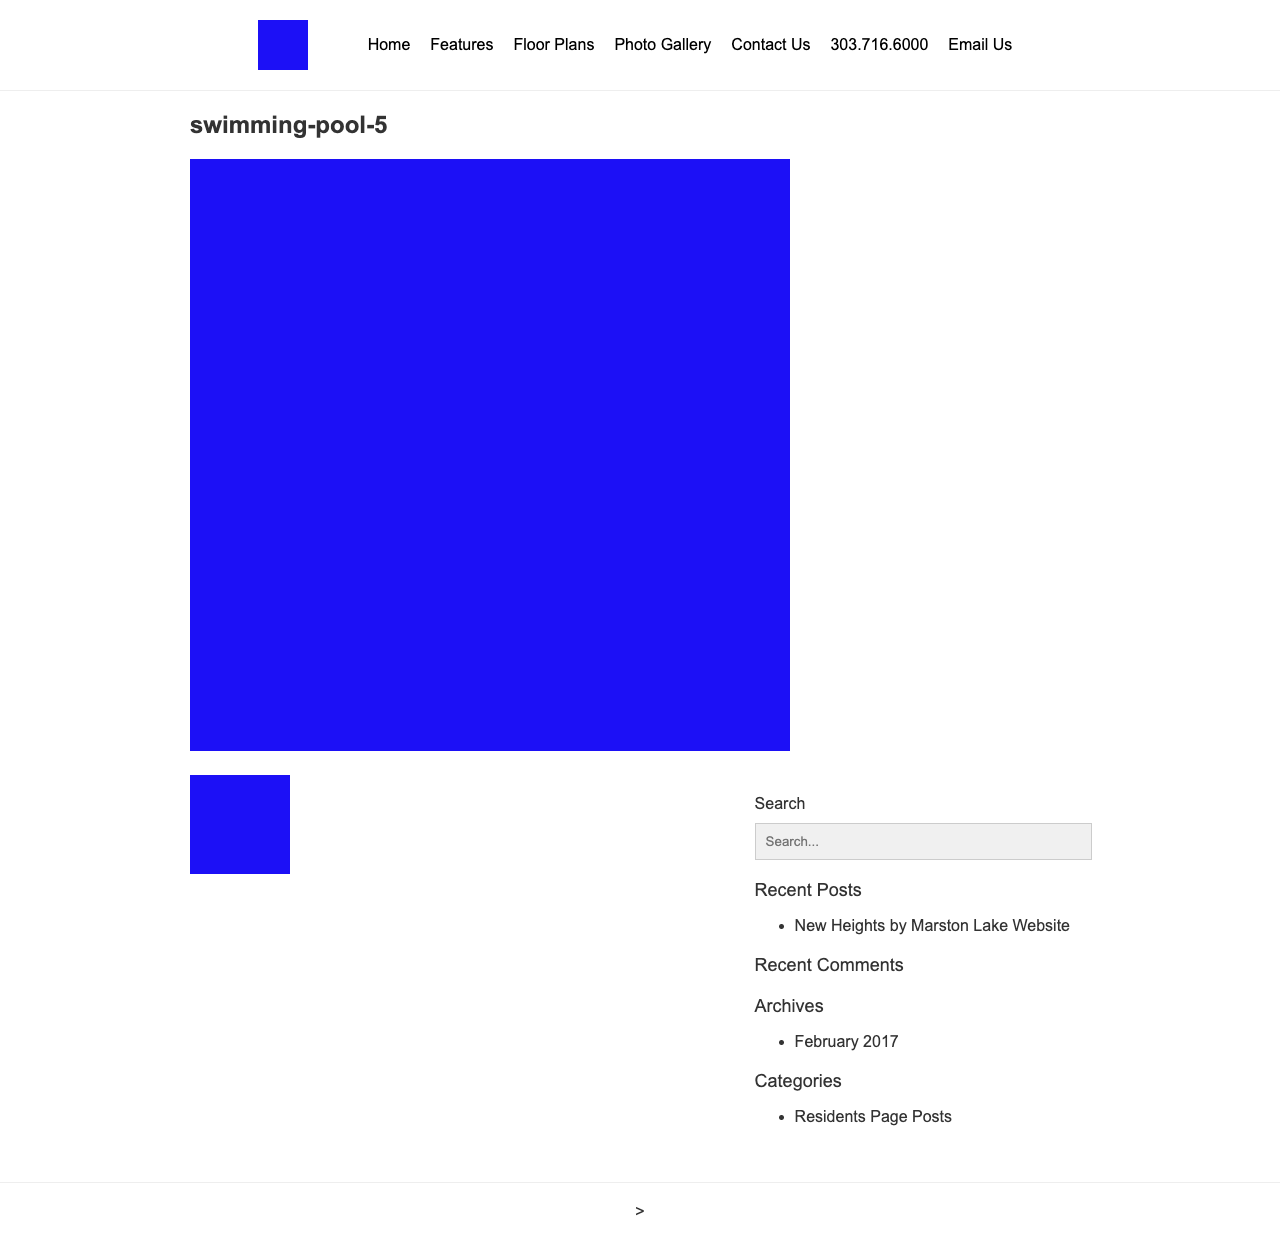 Home Features Floor Plans Photo Gallery Contact Us 303.716.6000 Email Us
swimming-pool-5
Search
Search...
Recent Posts
New Heights by Marston Lake Website
Recent Comments
Archives
February 2017
Categories
Residents Page Posts
>